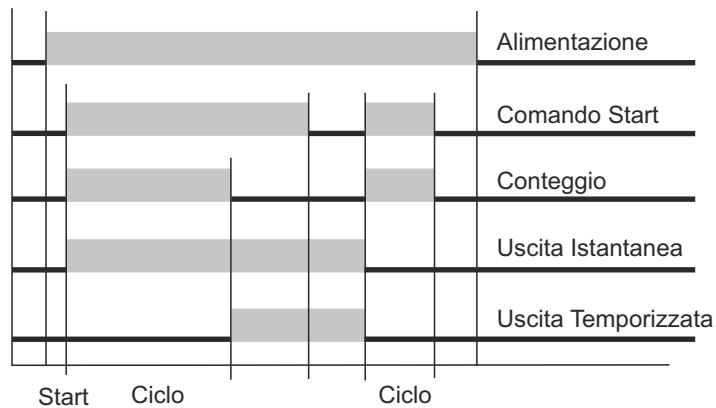 Alimentazione
Comando Start
Conteggio
Uscita Istantanea
Uscita Temporizzata
Start Ciclo Ciclo